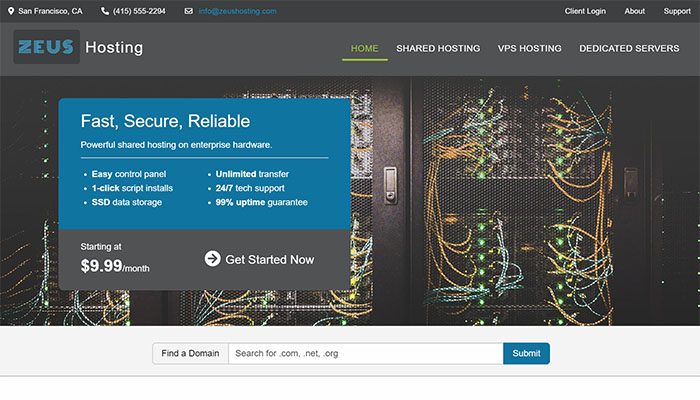 San Francisco, CA (415) 555-2294 info@zeushosting.com Client Login About Support
ZEUS Hosting HOME SHARED HOSTING VPS HOSTING DEDICATED SERVERS
Fast, Secure, Reliable
Powerful shared hosting on enterprise hardware.
• Easy control panel • Unlimited transfer
• 1-click script installs • 24/7 tech support
• SSD data storage • 99% uptime guarantee
Starting at
$9.99/month
Get Started Now
Find a Domain Search for .com, .net, .org Submit